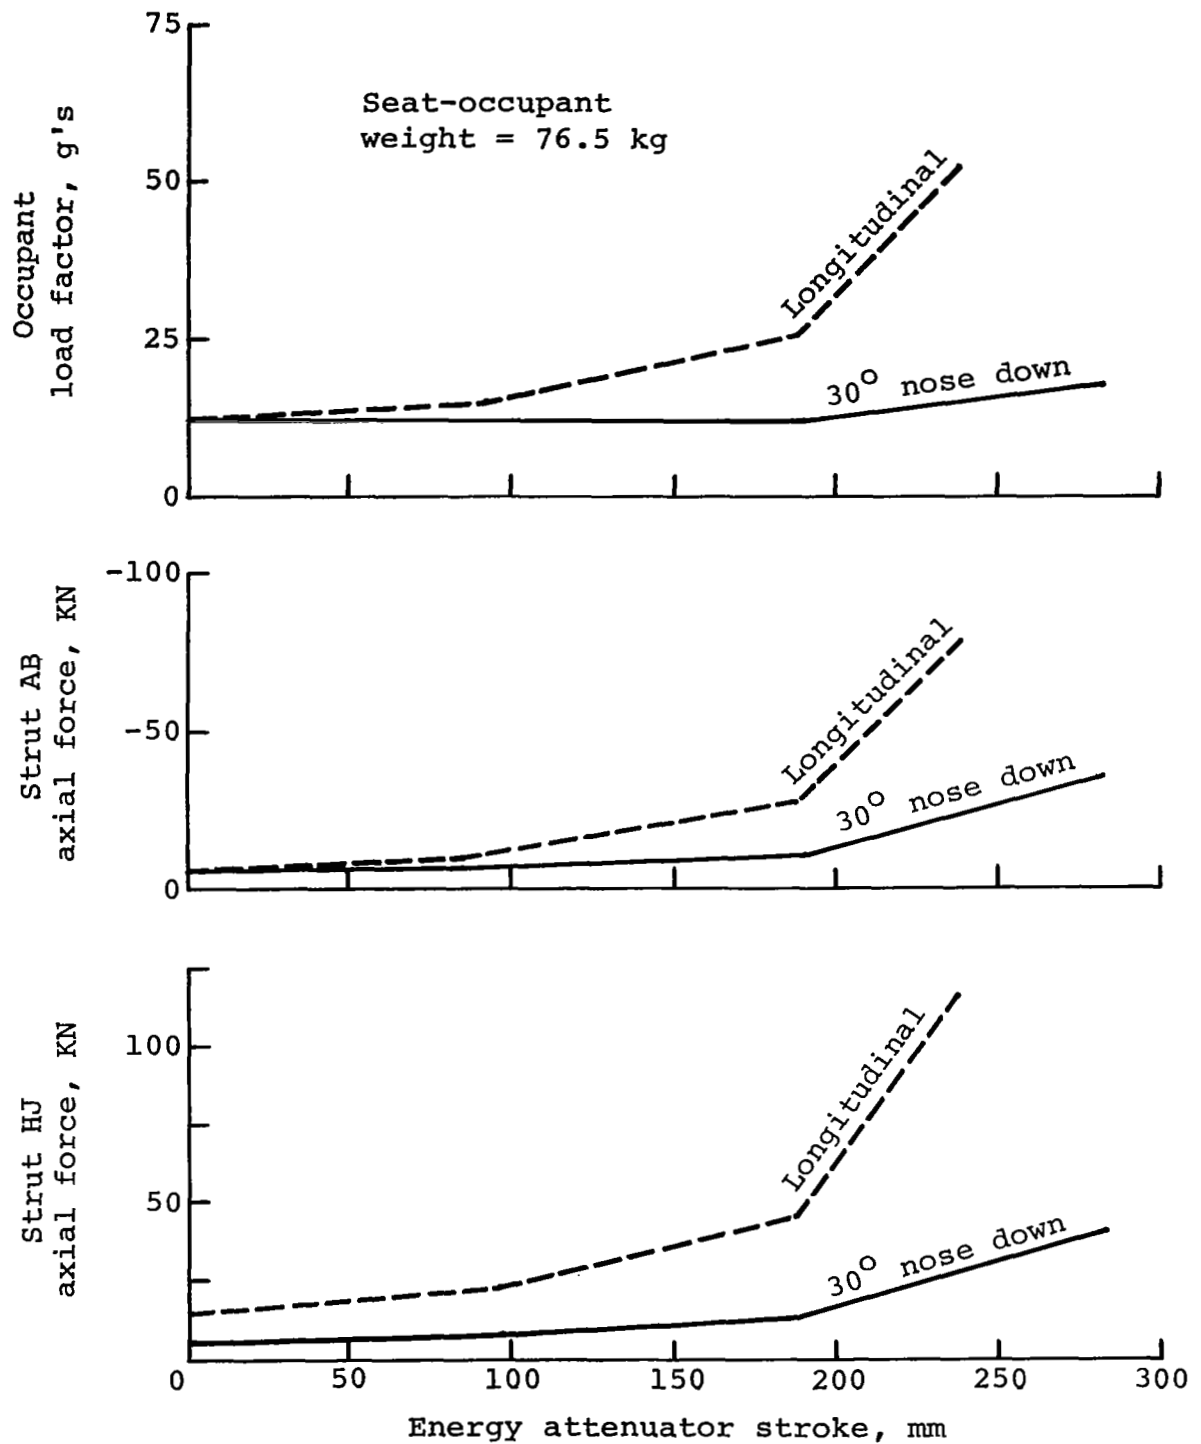 75
50
25
0
Occupant
load factor, g's
Seat-occupant
weight = 76.5 kg
Longitudinal
30° nose down
-100
-50
0
Strut AB
axial force, KN
Longitudinal
30° nose down
100
50
Strut HJ
axial force, KN
Longitudinal
30° nose down
0 50 100 150 200 250 300
Energy attenuator stroke, mm